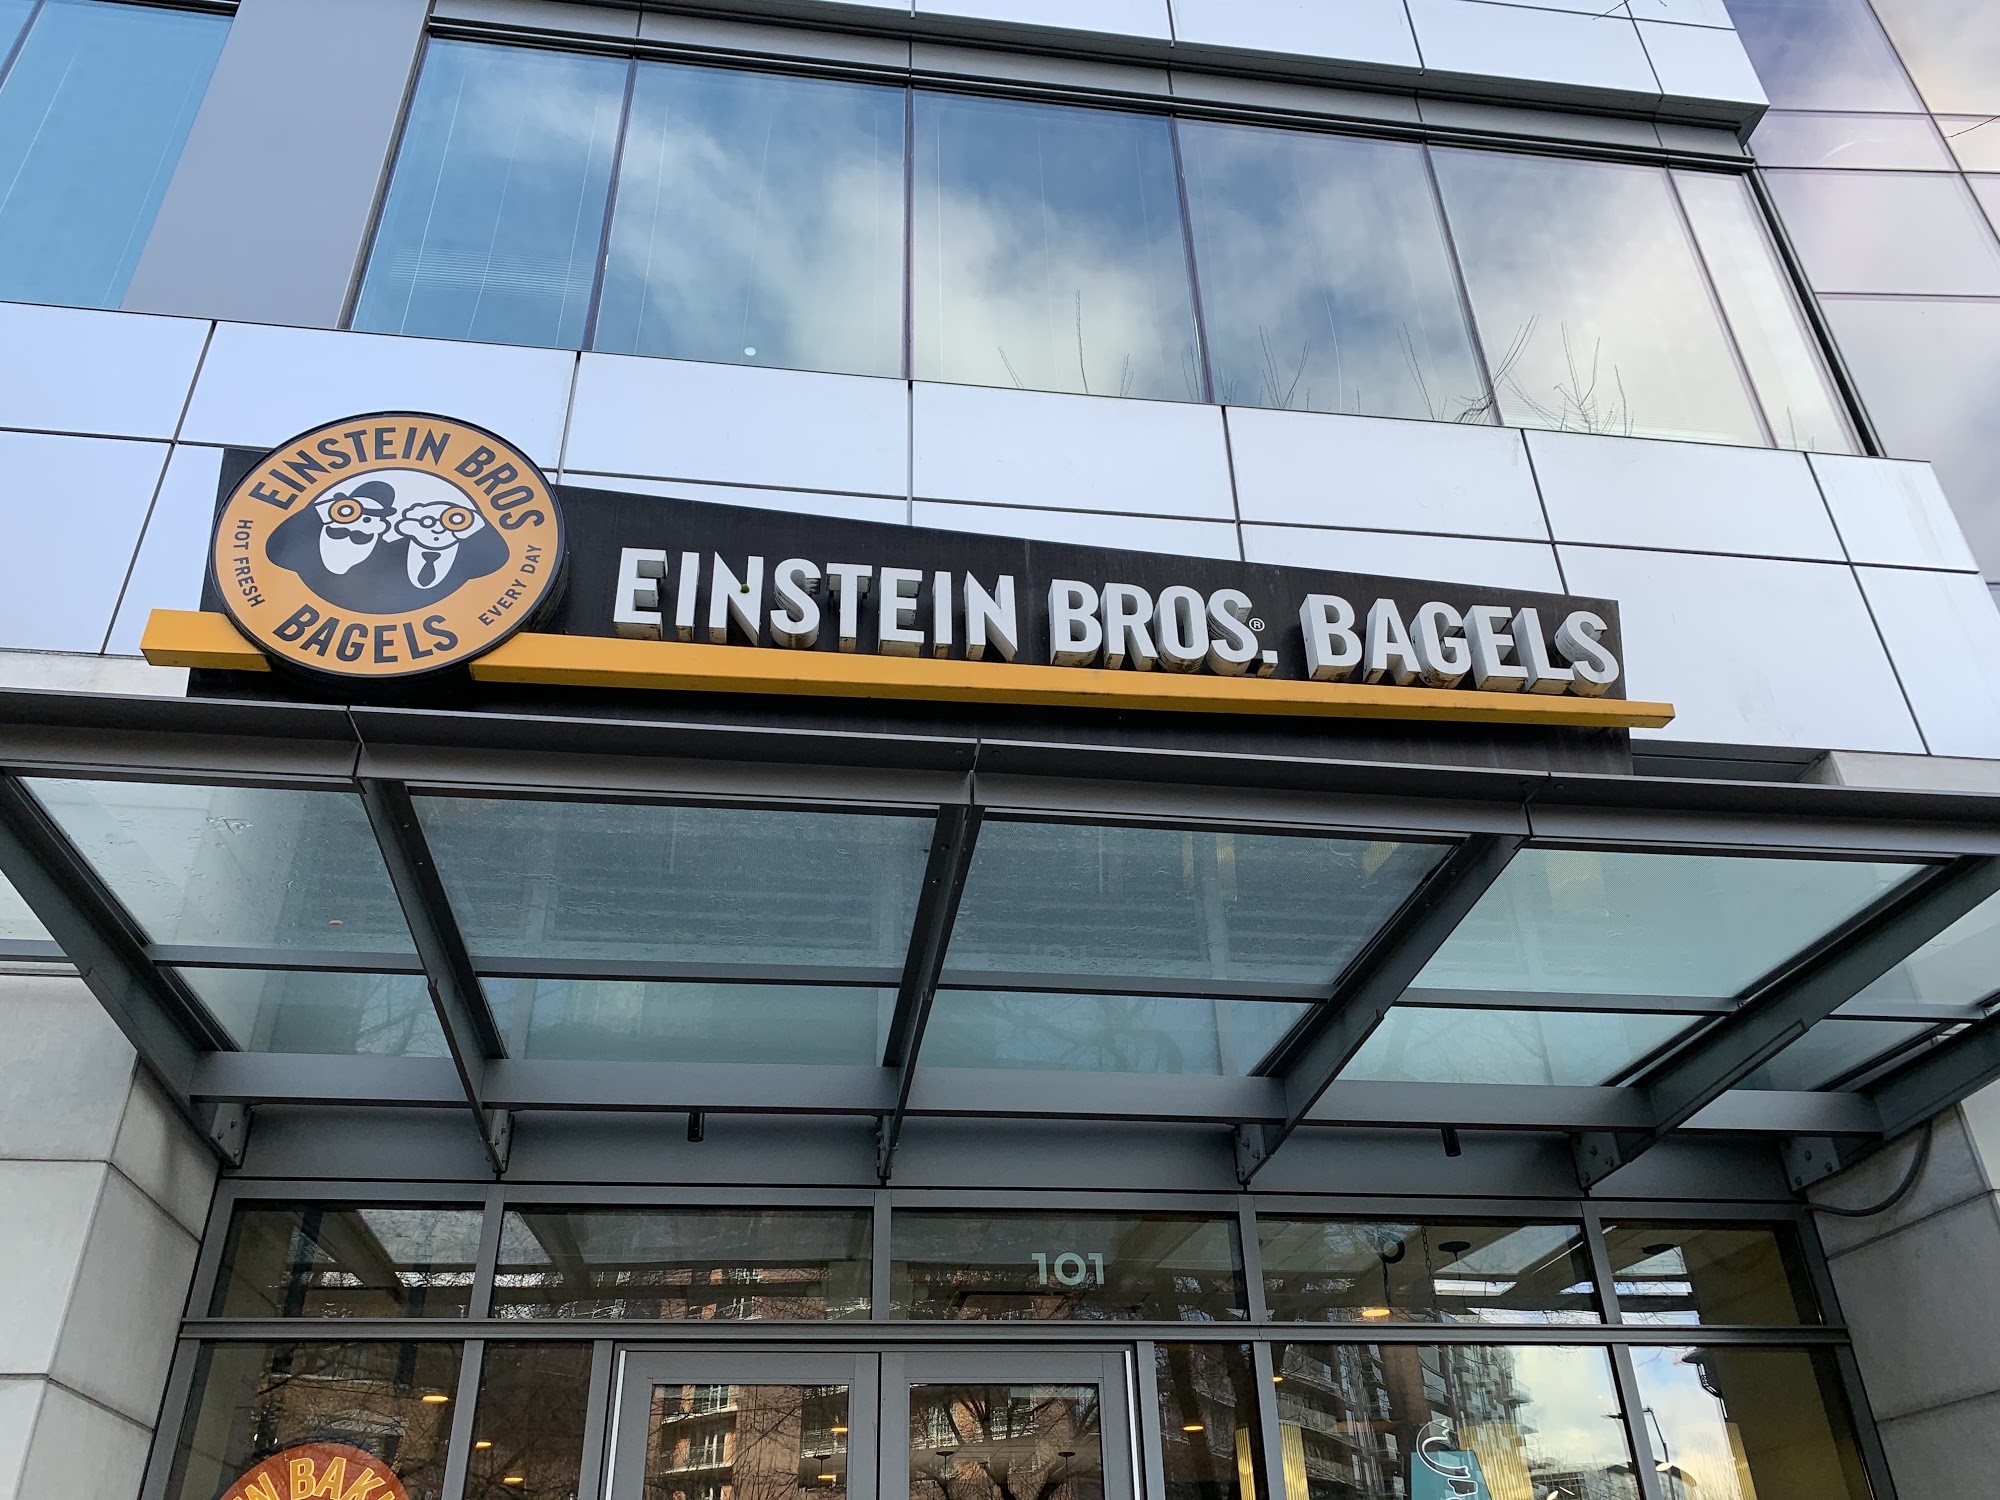 EINSTEIN BROS
HOT FRESH
EVERY DAY
BAGELS
EINSTEIN BROS.® BAGELS
101